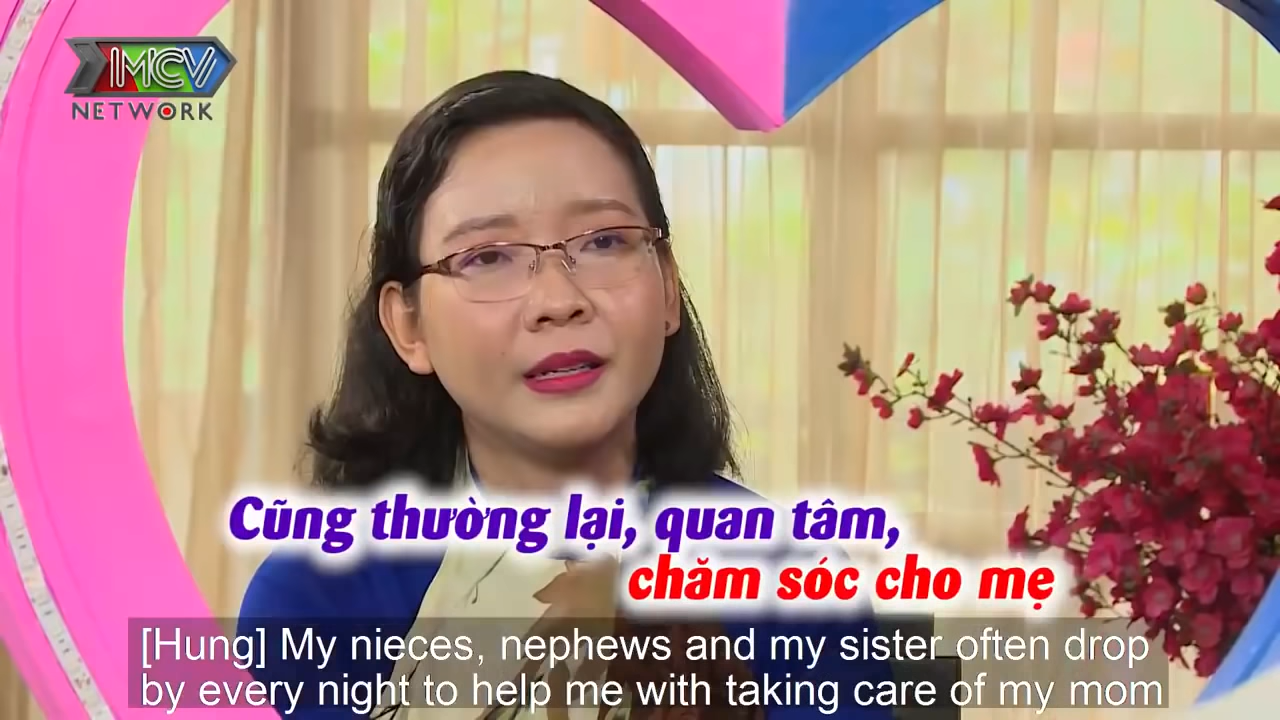 MCV
NETWORK
Cũng thường lại, quan tâm,
chăm sóc cho mẹ
[Hung] My nieces, nephews and my sister often drop
by every night to help me with taking care of my mom